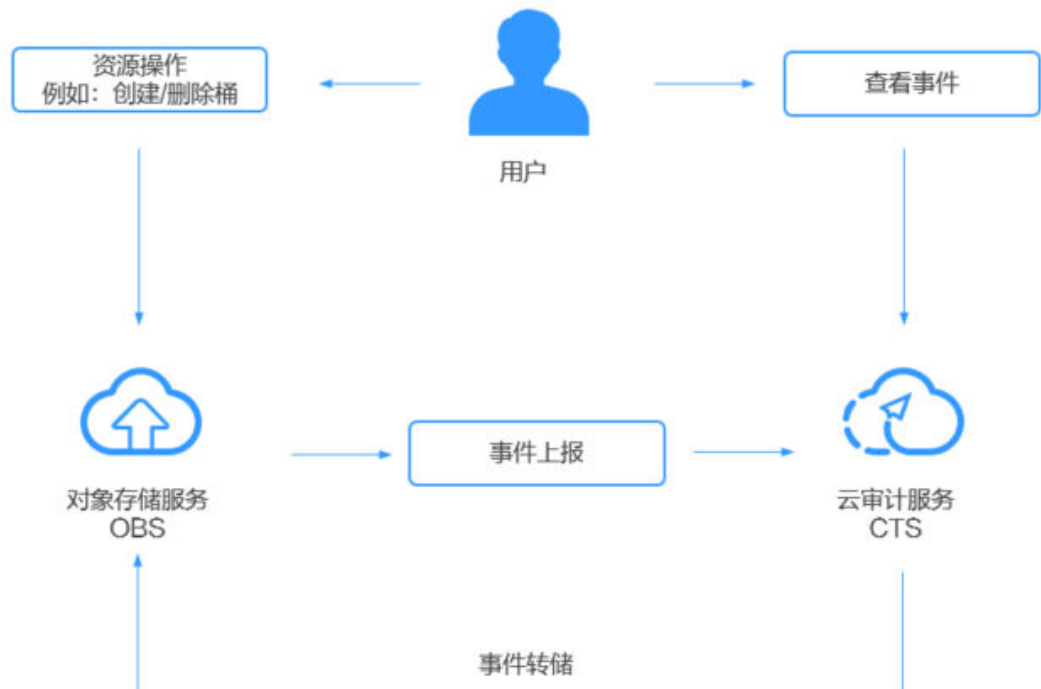 资源操作
例如：创建/删除桶
查看事件
用户
事件上报
对象存储服务
OBS
云审计服务
CTS
事件转储